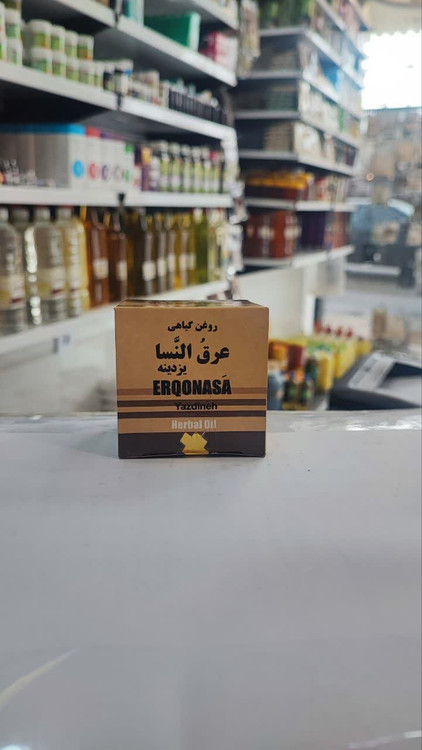 روغن گیاهی
عرقُ النَّسا
یزدینه
ERQONASA
Yazdineh
Herbal Oil